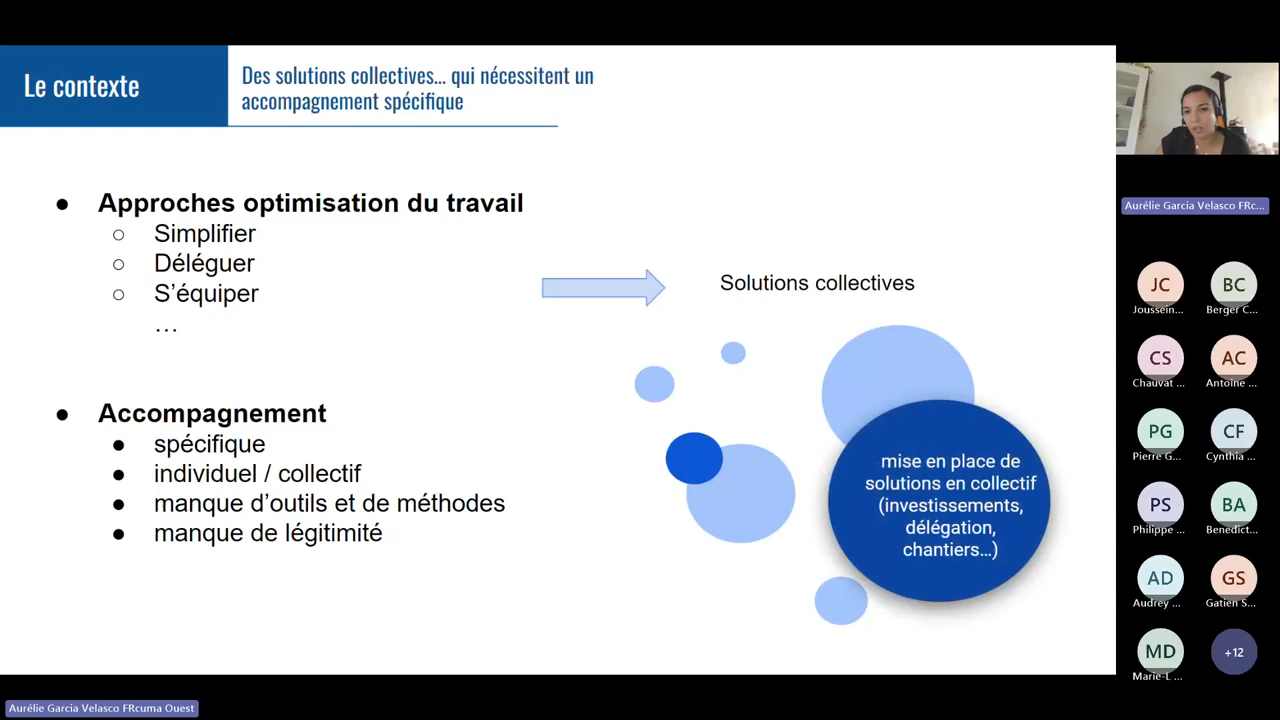 Le contexte
Des solutions collectives... qui nécessitent un
accompagnement spécifique
● Approches optimisation du travail
○ Simplifier
○ Déléguer
○ S'équiper
...
Solutions collectives
● Accompagnement
● spécifique
● individuel / collectif
● manque d'outils et de méthodes
● manque de légitimité
mise en place de
solutions en collectif
(investissements,
délégation,
chantiers...)
Aurélie Garcia Velasco FRc...
JC
Joussein...
BC
Berger C...
CS
Chauvat ...
AC
Antoine ...
PG
Pierre G...
CF
Cynthia ...
PS
Philippe ...
BA
Benedict...
AD
Audrey ...
GS
Gatien S...
MD
Marie-L ...
+12
Aurélie Garcia Velasco FRcuma Ouest